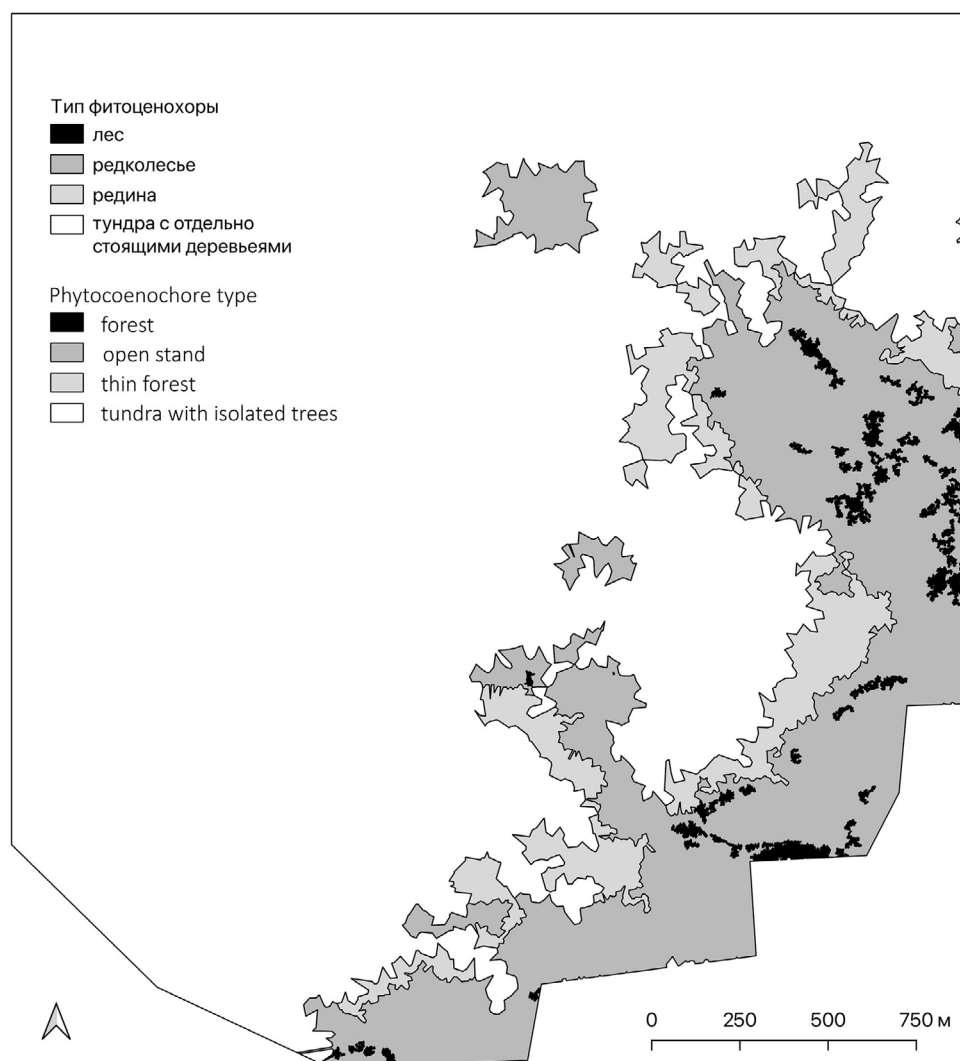 Тип фитоценохоры
лес
редколесье
редина
тундра с отдельно
стоящими деревьеями
Phytocoenochore type
forest
open stand
thin forest
tundra with isolated trees
0 250 500 750 м